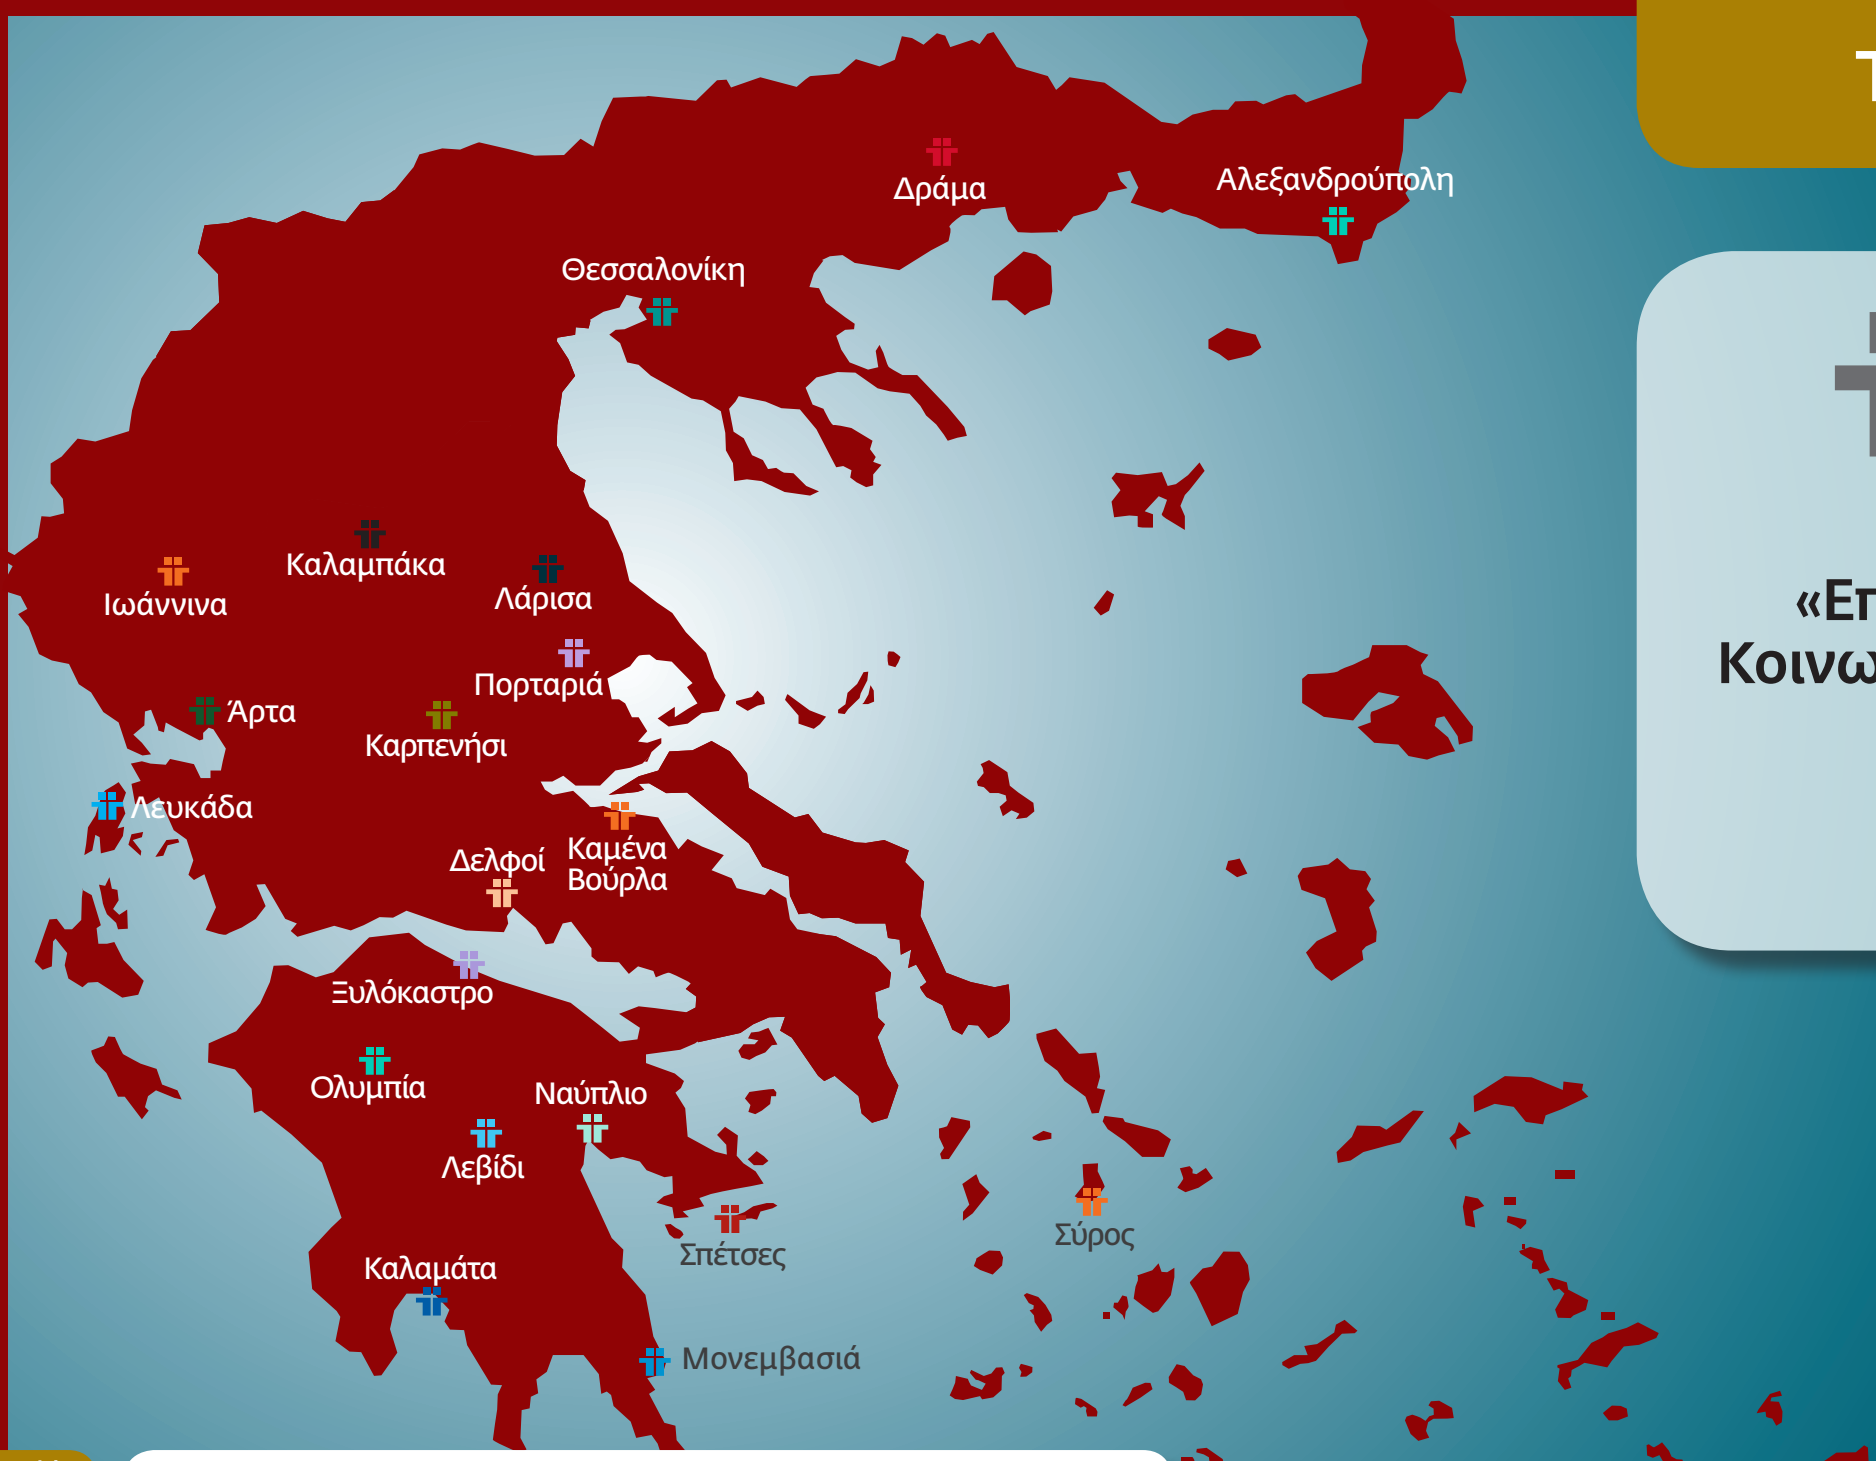 Τ
Δράμα
Αλεξανδρούπολη
Θεσσαλονίκη
Καλαμπάκα
Λάρισα
Ιωάννινα
«Επ
Κοινω
Πορταριά
Άρτα
Καρπενήσι
Λευκάδα
Δελφοί
Καμένα
Βούρλα
Ξυλόκαστρο
Ολυμπία
Ναύπλιο
Λεβίδι
Σπέτσες
Σύρος
Καλαμάτα
Μονεμβασιά